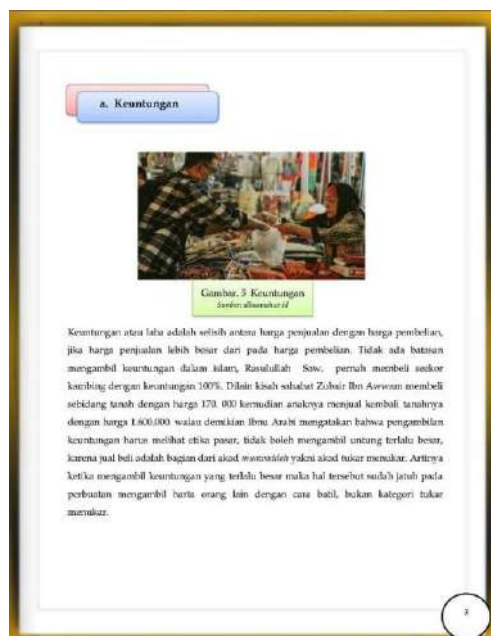 a. Keuntungan
Gambar. 3 Keuntungan
Keuntungan atau laba adalah selisih antara harga penjualan dengan harga pembelian,
jika harga penjualan lebih besar dari pada harga pembelian. Tidak ada batasan
mengambil keuntungan dalam islam, Rasulullah Saw. pernah membeli seekor
kambing dengan keuntungan 100%. Dilain kisah sahabat Zubair Ibn Awwam membeli
sebidang tanah dengan harga 170. 000 kemudian anaknya menjual kembali tanahnya
dengan harga 1.600.000 walau demikian Ibnu Arabi mengatakan bahwa pengambilan
keuntungan harus melihat etika pasar, tidak boleh mengambil untung terlalu besar,
karena jual beli adalah bagian dari akad muawaddah yakni akad tukar menukar. Artinya
ketika mengambil keuntungan yang terlalu besar maka hal tersebut sudah jatuh pada
perbuatan mengambil harta orang lain dengan cara batil, bukan kategori tukar
menukar.